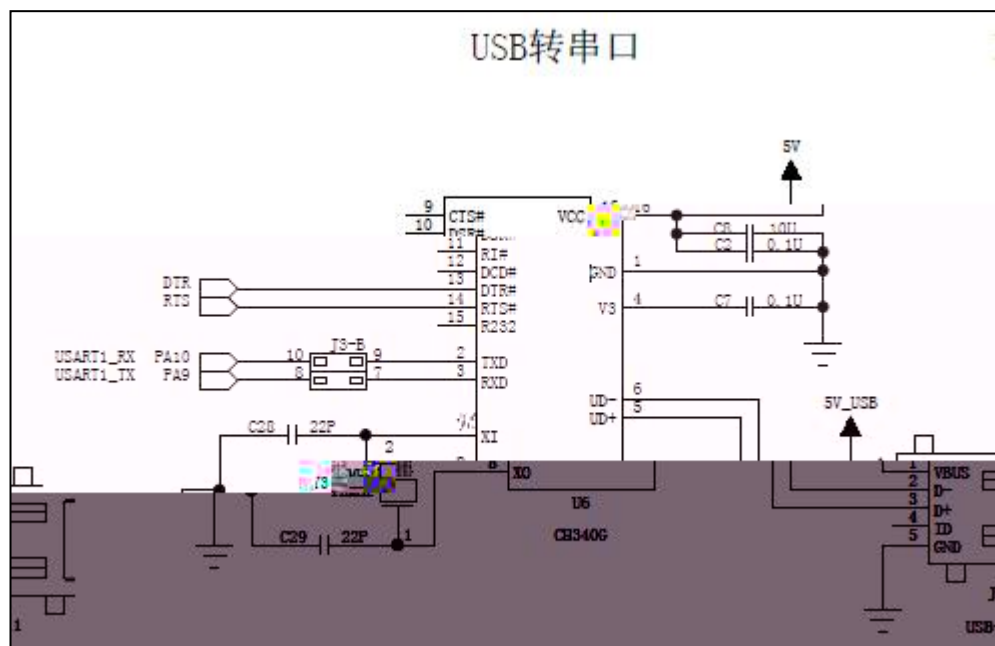 USB转串口
5V
9 CTS# VCC
10 DSR#
C8 10U
C2 0.1U
11 RI#
12 DCD# GND 1
DTR 13 DTR#
RTS 14 RTS# V3 4 C7 0.1U
15 R232
J3-B
USART1_RX PA10 10 9 2 TXD
USART1_TX PA9 8 7 3 RXD
UD- 6
UD+ 5
5V_USB
C28 22P XI
2
Y3
8 XO
1 VBUS
2 D-
3 D+
4 ID
5 GND
U6
C29 22P 1 CH340G
1
USB